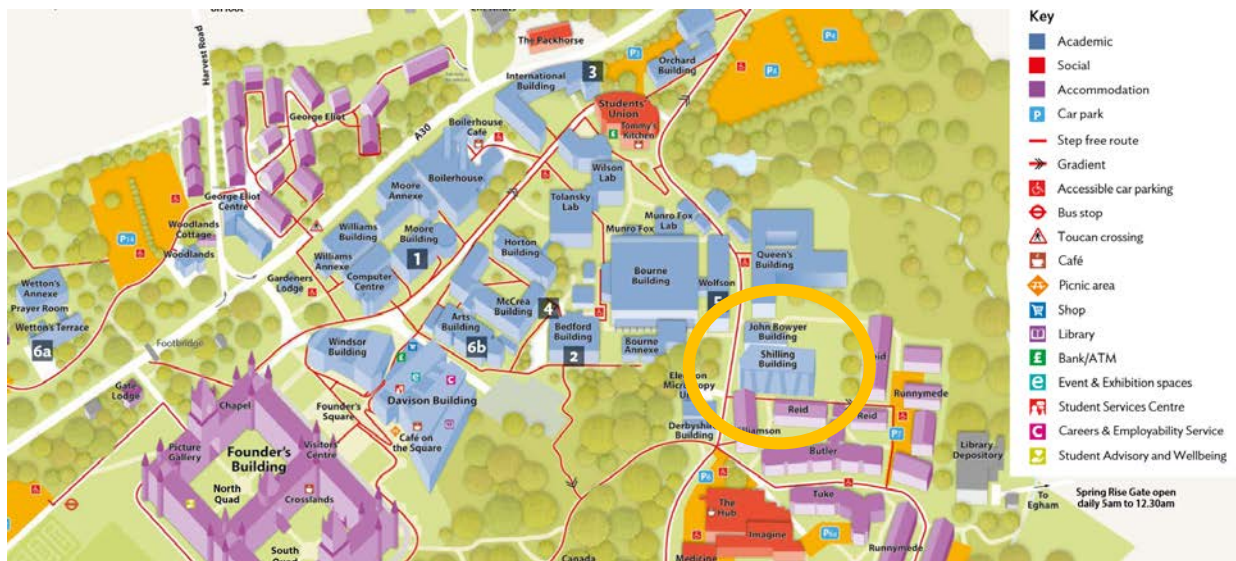 on foot
Harvest Road
The Packhorse
P3
P4
P5
Orchard
Building
3
International
Building
Students'
Union
Tommy's
Kitchen
George Eliot
A30
Boilerhouse
Café
Boilerhouse
Wilson
Lab
Moore
Annexe
George Eliot
Centre
Tolansky
Lab
Munro Fox
Lab
Munro Fox
Woodlands
Cottage
Woodlands
Williams
Building
Moore
Building
1
Horton
Building
Queen's
Building
Williams
Annexe
Gardeners
Lodge
Computer
Centre
Bourne
Building
Wolfson
5
Wetton's
Annexe
Prayer Room
Wetton's Terrace
6a
McCrea
Building
4
Arts
Building
6b
Bedford
Building
2
Bourne
Annexe
John Bowyer
Building
Shilling
Building
Footbridge
Windsor
Building
Gate
Lodge
Founder's
Square
Davison Building
Chapel
Derbyshire
Building
Reid
Reid
Runnymede
P7
Picture
Gallery
Founder's
Building
Visitors'
Centre
Café on
the Square
Butler
Library
Depository
North
Quad
Crosslands
Tuke
The
Hub
Imagine
South
Canada
Medicine
Runnymede
To
Egham
Spring Rise Gate open
daily 5am to 12.30am
Key
Academic
Social
Accommodation
P Car park
Step free route
Gradient
Accessible car parking
Bus stop
Toucan crossing
Café
Picnic area
Shop
Library
£ Bank/ATM
e Event & Exhibition spaces
Student Services Centre
C Careers & Employability Service
Student Advisory and Wellbeing